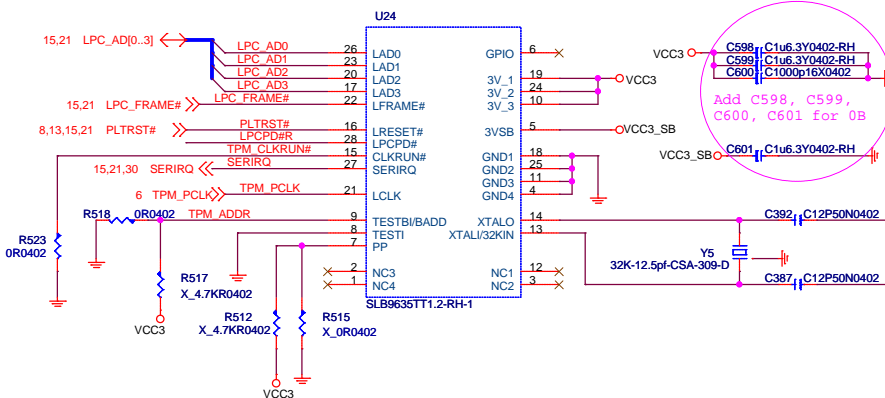 U24
15,21 LPC_AD[0..3]
LPC_AD0 26 LAD0
LPC_AD1 23 LAD1
LPC_AD2 20 LAD2
LPC_AD3 17 LAD3
15,21 LPC_FRAME# LPC_FRAME# 22 LFRAME#
8,13,15,21 PLTRST# PLTRST# 16 LRESET#
LPCPD#R 28 LPCPD#
TPM_CLKRUN# 15 CLKRUN#
15,21,30 SERIRQ SERIRQ 27 SERIRQ
6 TPM_PCLK TPM_PCLK 21 LCLK
R518 0R0402 TPM_ADDR 9 TESTBI/BADD
8 TESTI
7 PP
2 NC3
1 NC4
R523
0R0402
R517
X_4.7KR0402
VCC3
R512
X_4.7KR0402
VCC3
R515
X_0R0402
GPIO 6
3V_1 19
3V_2 24
3V_3 10
VCC3
3VSB 5 VCC3_SB
GND1 18
GND2 25
GND3 11
GND4 4
XTALO 14
XTALI/32KIN 13
NC1 12
NC2 3
SLB9635TT1.2-RH-1
VCC3
C598 C1u6.3Y0402-RH
C599 C1u6.3Y0402-RH
C600 C1000p16X0402
Add C598, C599,
C600, C601 for 0B
VCC3_SB C601 C1u6.3Y0402-RH
C392 C12P50N0402
Y5
32K-12.5pf-CSA-309-D
C387 C12P50N0402